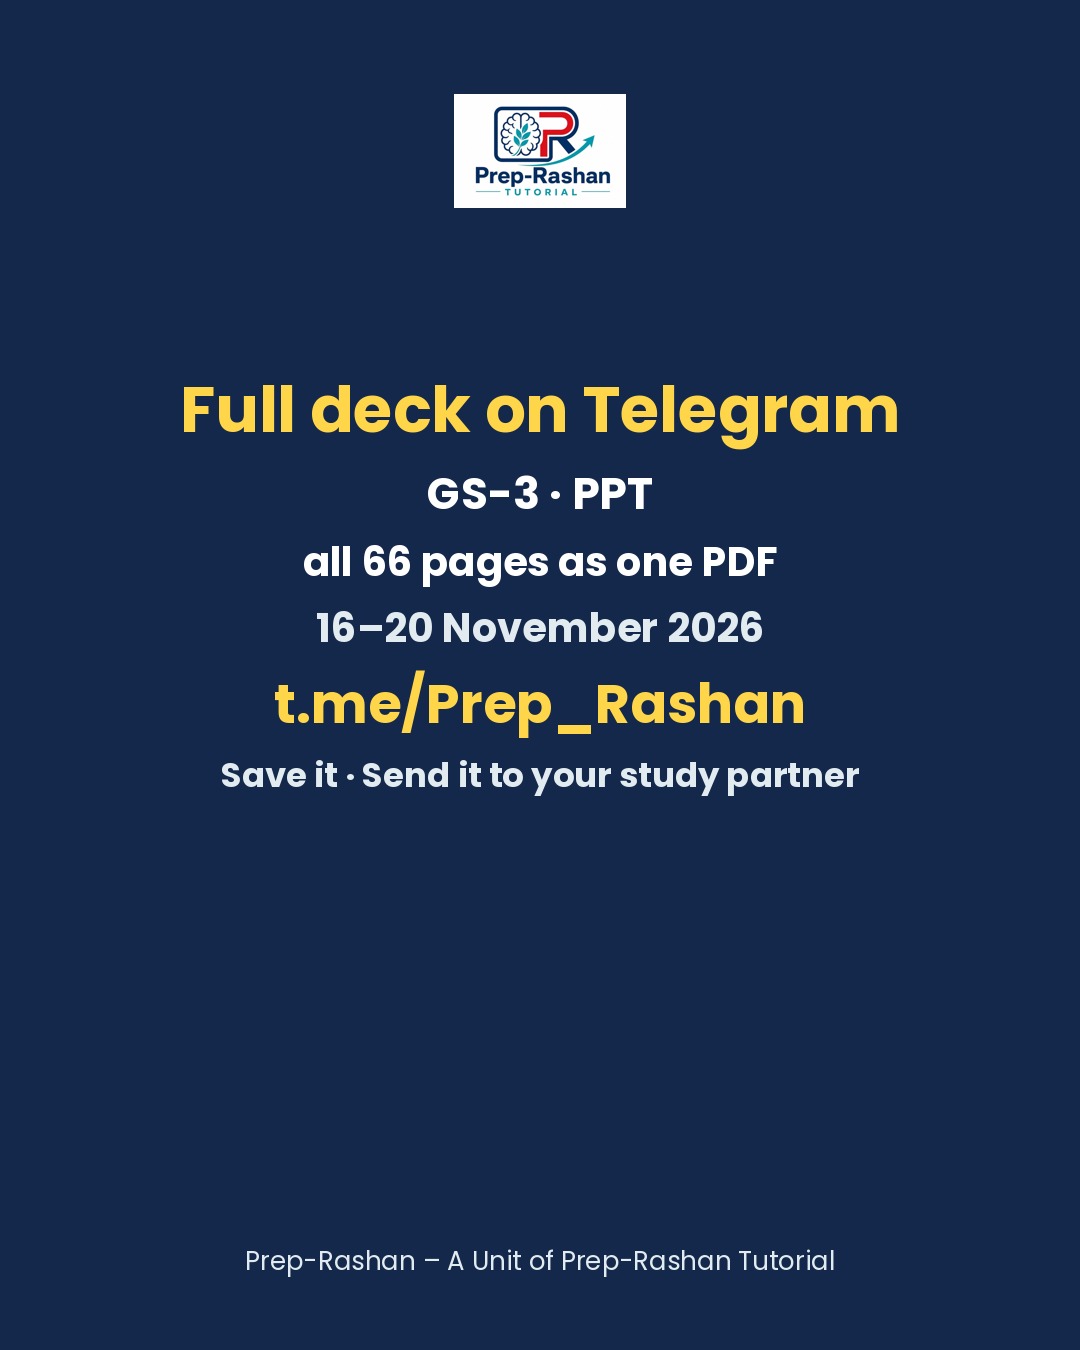 Prep-Rashan
TUTORIAL
Full deck on Telegram
GS-3 · PPT
all 66 pages as one PDF
16–20 November 2026
t.me/Prep_Rashan
Save it · Send it to your study partner
Prep-Rashan – A Unit of Prep-Rashan Tutorial